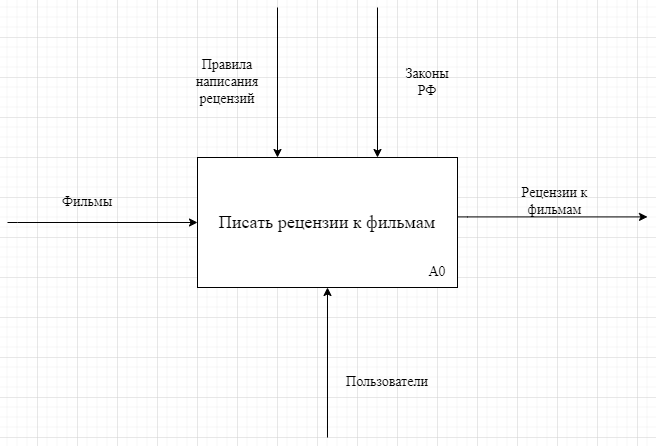 Правила
написания
рецензий
Законы
РФ
Фильмы
Писать рецензии к фильмам
Рецензии к
фильмам
A0
Пользователи